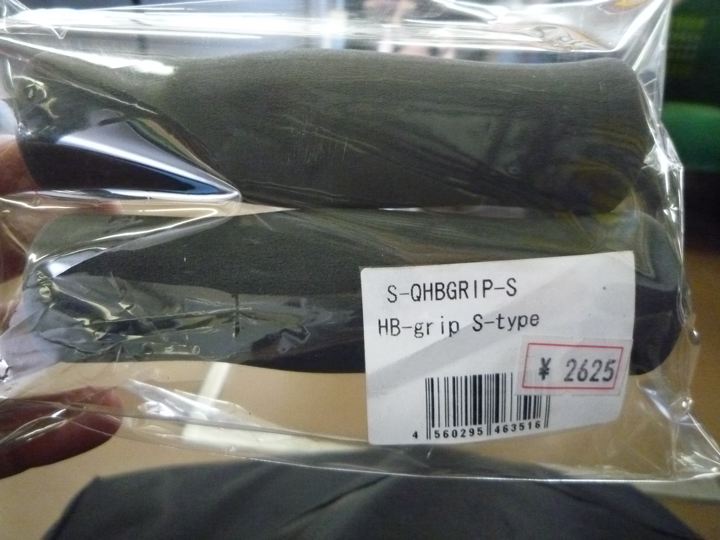 S-QHBGRIP-S
HB-grip S-type
¥ 2625
4 560295 463516